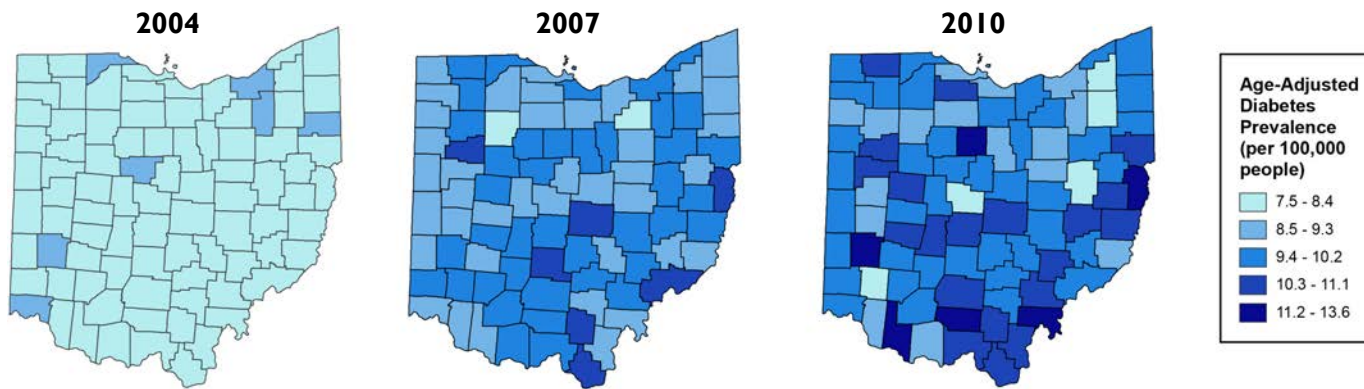 2004
2007
2010
Age-Adjusted
Diabetes
Prevalence
(per 100,000
people)
7.5 - 8.4
8.5 - 9.3
9.4 - 10.2
10.3 - 11.1
11.2 - 13.6